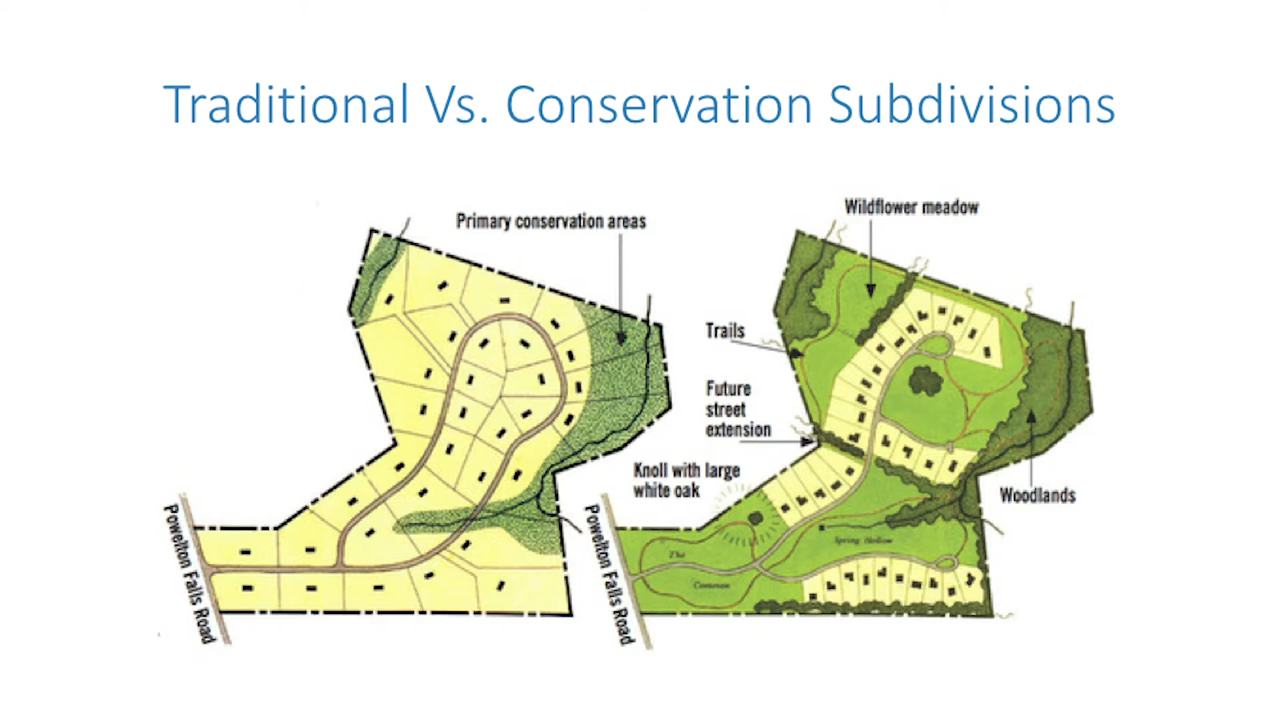 Traditional Vs. Conservation Subdivisions
Primary conservation areas
Powelton Falls Road
Wildflower meadow
Trails
Future
street
extension
Knoll with large
white oak
Woodlands
Spring Hollow
The
Common
Powelton Falls Road